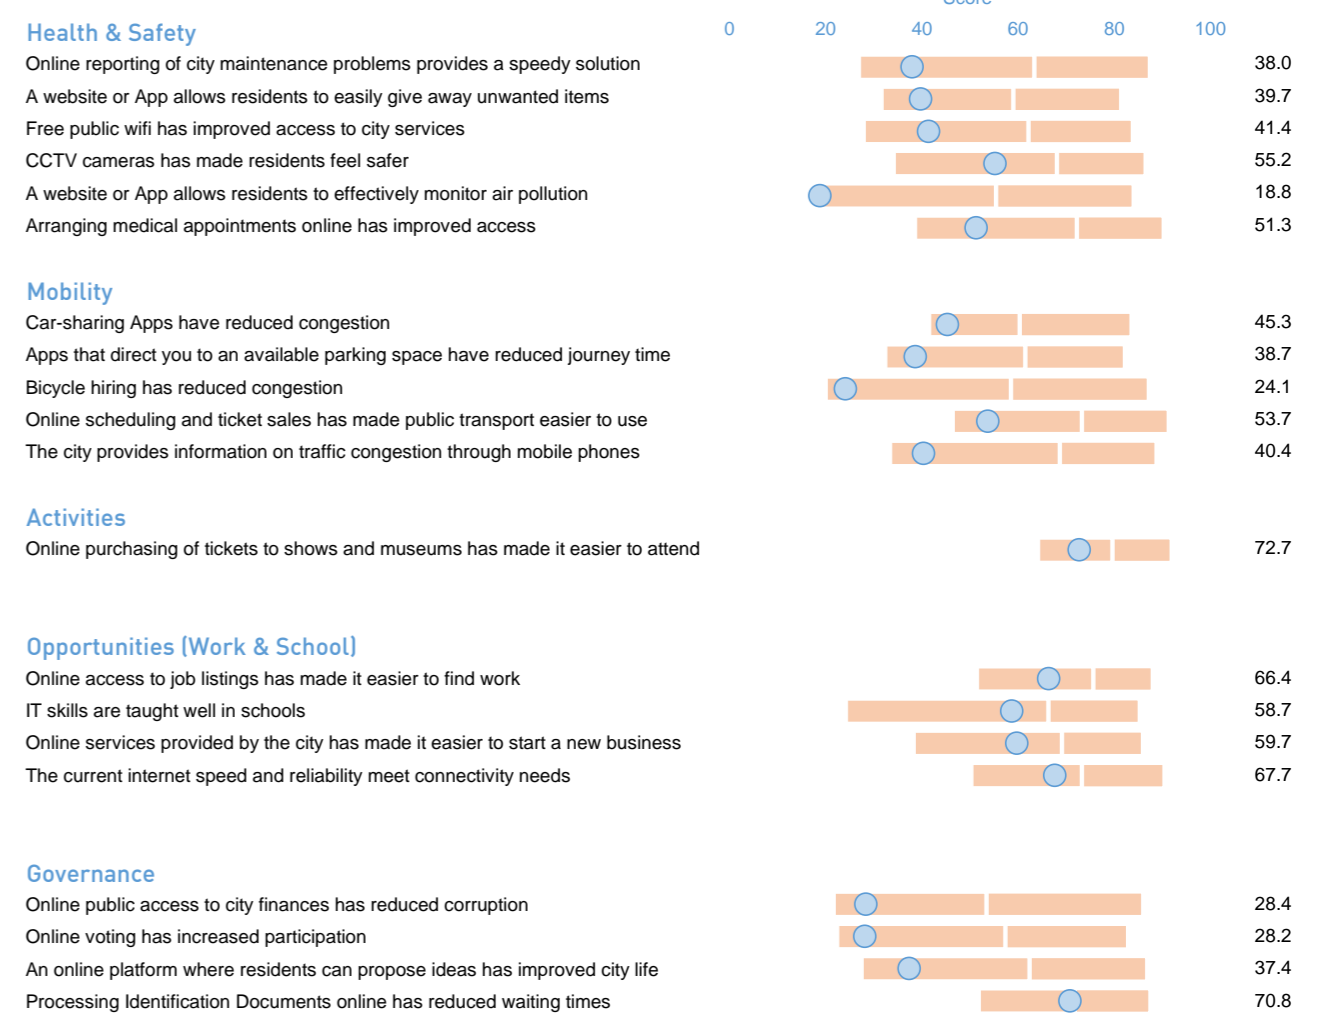 Score
Health & Safety 0 20 40 60 80 100
Online reporting of city maintenance problems provides a speedy solution 38.0
A website or App allows residents to easily give away unwanted items 39.7
Free public wifi has improved access to city services 41.4
CCTV cameras has made residents feel safer 55.2
A website or App allows residents to effectively monitor air pollution 18.8
Arranging medical appointments online has improved access 51.3
Mobility
Car-sharing Apps have reduced congestion 45.3
Apps that direct you to an available parking space have reduced journey time 38.7
Bicycle hiring has reduced congestion 24.1
Online scheduling and ticket sales has made public transport easier to use 53.7
The city provides information on traffic congestion through mobile phones 40.4
Activities
Online purchasing of tickets to shows and museums has made it easier to attend 72.7
Opportunities (Work & School)
Online access to job listings has made it easier to find work 66.4
IT skills are taught well in schools 58.7
Online services provided by the city has made it easier to start a new business 59.7
The current internet speed and reliability meet connectivity needs 67.7
Governance
Online public access to city finances has reduced corruption 28.4
Online voting has increased participation 28.2
An online platform where residents can propose ideas has improved city life 37.4
Processing Identification Documents online has reduced waiting times 70.8